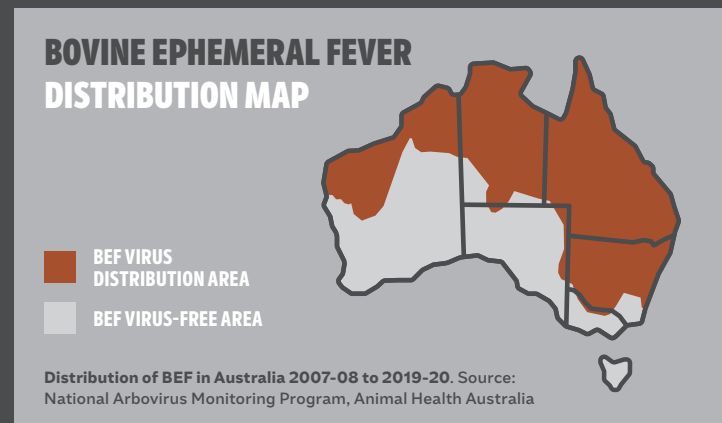 BOVINE EPHEMERAL FEVER
DISTRIBUTION MAP
BEF VIRUS
DISTRIBUTION AREA
BEF VIRUS-FREE AREA
Distribution of BEF in Australia 2007-08 to 2019-20. Source:
National Arbovirus Monitoring Program, Animal Health Australia